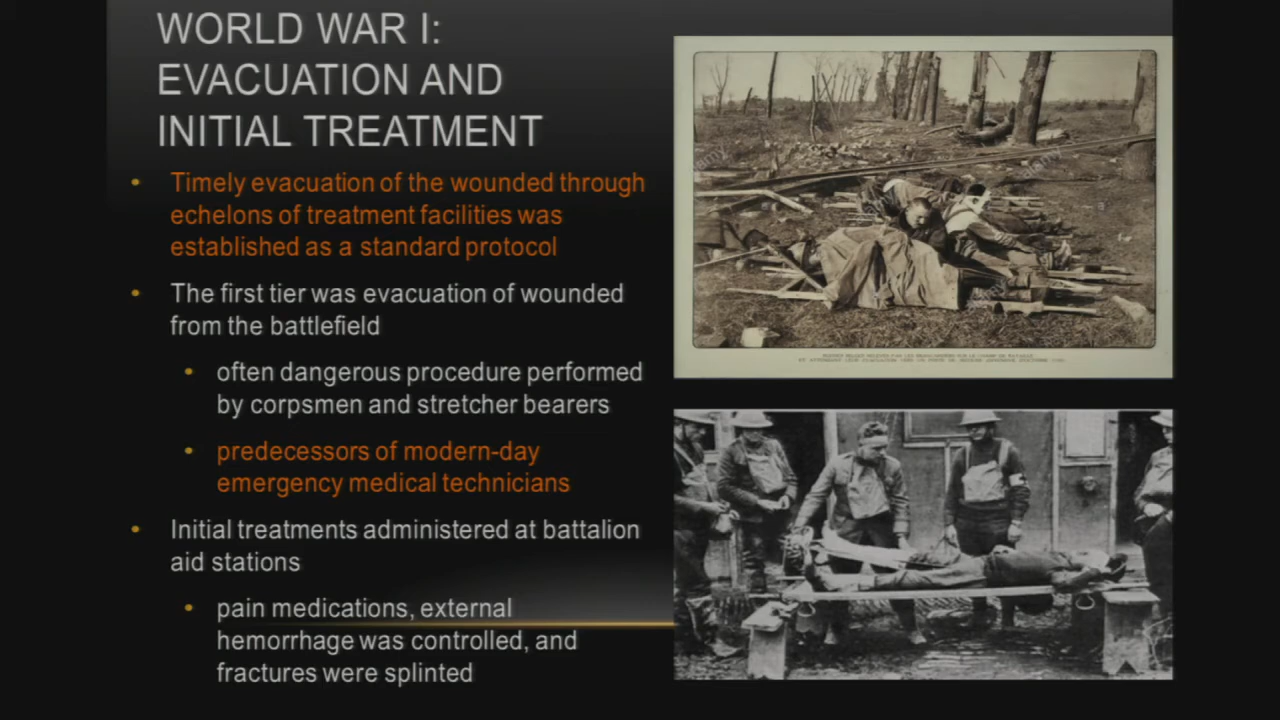 WORLD WAR I:
EVACUATION AND
INITIAL TREATMENT
• Timely evacuation of the wounded through
echelons of treatment facilities was
established as a standard protocol
• The first tier was evacuation of wounded
from the battlefield
• often dangerous procedure performed
by corpsmen and stretcher bearers
• predecessors of modern-day
emergency medical technicians
• Initial treatments administered at battalion
aid stations
• pain medications, external
hemorrhage was controlled, and
fractures were splinted